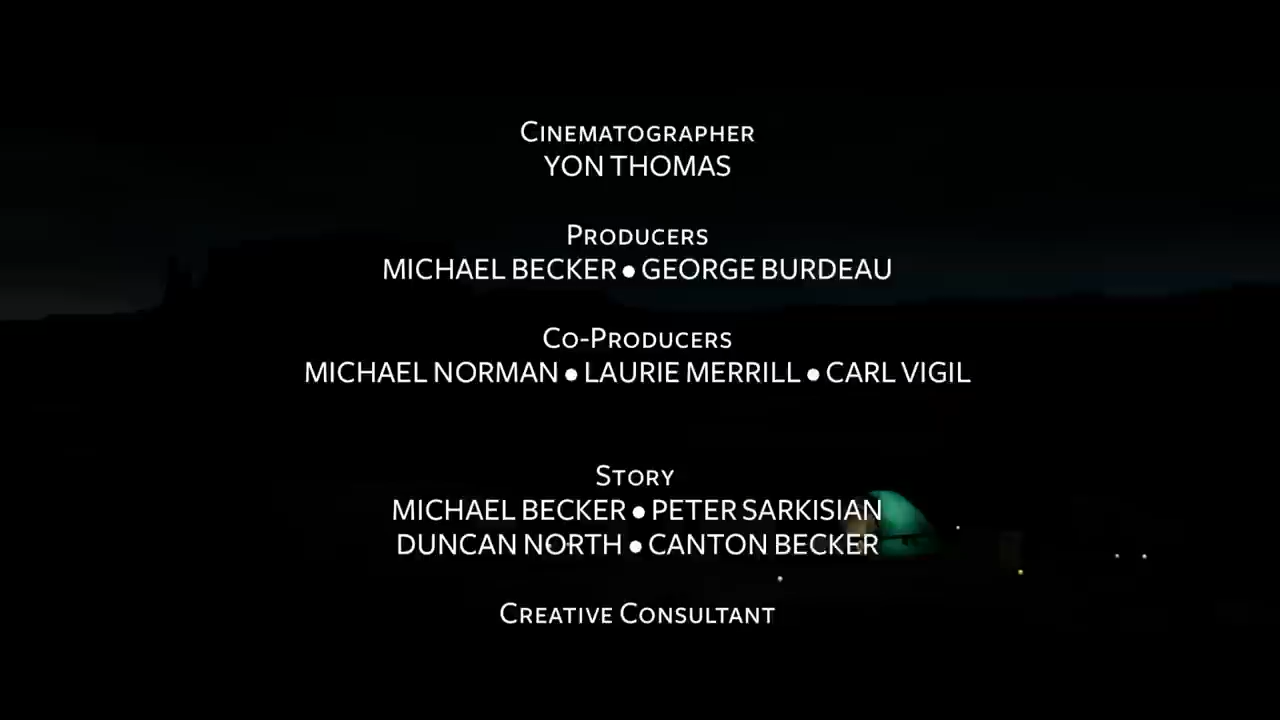 Cinematographer
YON THOMAS
Producers
MICHAEL BECKER • GEORGE BURDEAU
Co-Producers
MICHAEL NORMAN • LAURIE MERRILL • CARL VIGIL
Story
MICHAEL BECKER • PETER SARKISIAN
DUNCAN NORTH • CANTON BECKER
Creative Consultant